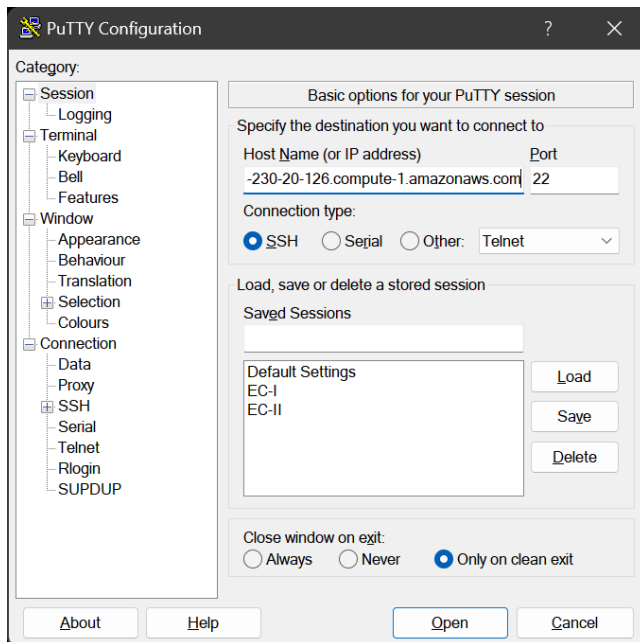 PuTTY Configuration
?
Category:
Session
Logging
Terminal
Keyboard
Bell
Features
Window
Appearance
Behaviour
Translation
Selection
Colours
Connection
Data
Proxy
SSH
Serial
Telnet
Rlogin
SUPDUP
Basic options for your PuTTY session
Specify the destination you want to connect to
Host Name (or IP address) Port
-230-20-126.compute-1.amazonaws.com 22
Connection type:
SSH Serial Other: Telnet
Load, save or delete a stored session
Saved Sessions
Default Settings
EC-I
EC-II
Load
Save
Delete
Close window on exit:
Always Never Only on clean exit
About Help Open Cancel